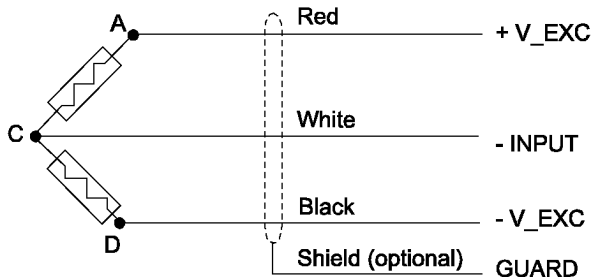 A Red + V_EXC
C White - INPUT
D Black - V_EXC
Shield (optional) GUARD